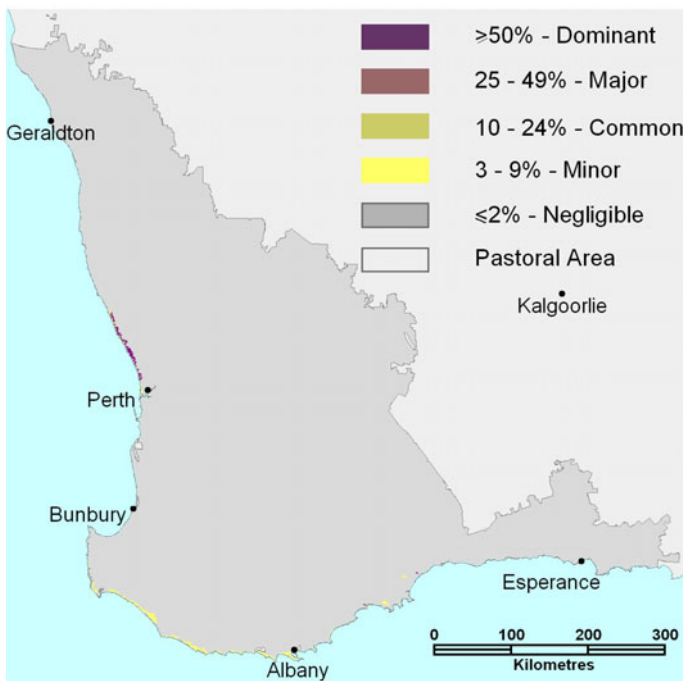 ≥50% - Dominant
25 - 49% - Major
10 - 24% - Common
3 - 9% - Minor
≤2% - Negligible
Pastoral Area
Geraldton
Kalgoorlie
Perth
Bunbury
Esperance
Albany
0 100 200 300
Kilometres